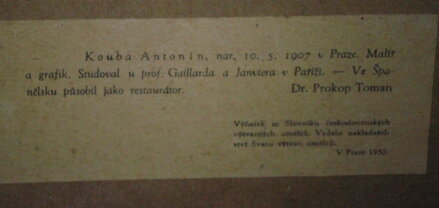 Kouba Antonín, nar. 10. 5. 1907 v Praze. Malíř
a grafik. Studoval u prof. Gaillarda a Janviera v Paříži. — Ve Špa-
nělsku působil jako restaurátor. Dr. Prokop Toman
Výňatek ze Slovníku československých
výtvarných umělců. Vydalo nakladatel-
ství Svazu výtvar. umělců.
V Praze 1950.